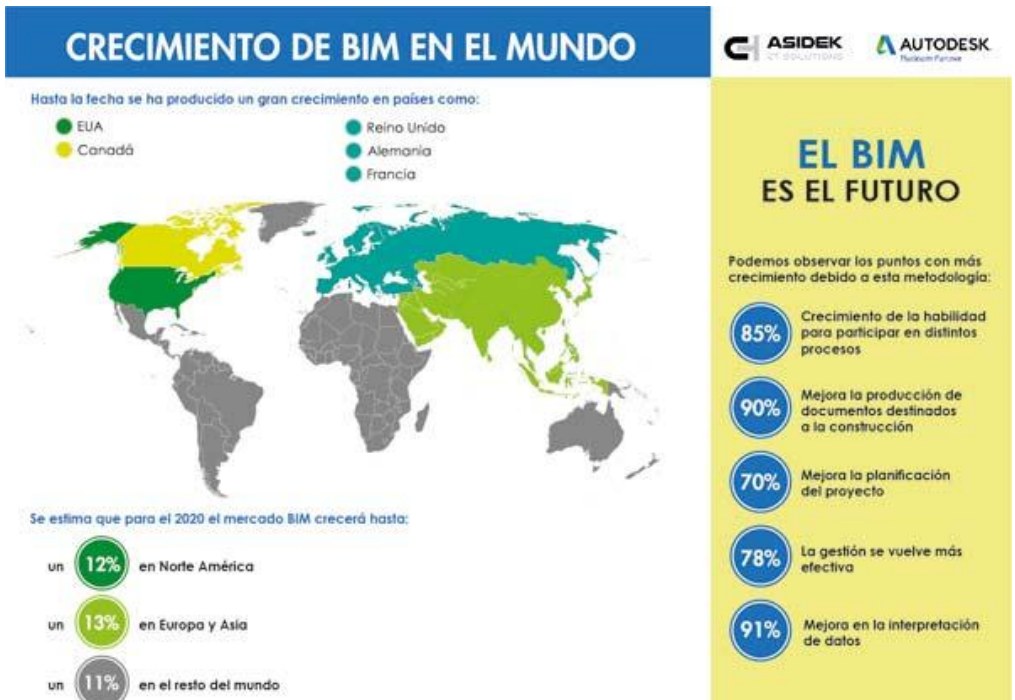 CRECIMIENTO DE BIM EN EL MUNDO
Hasta la fecha se ha producido un gran crecimiento en países como:
EUA
Canadá
Reino Unido
Alemania
Francia
Se estima que para el 2020 el mercado BIM crecerá hasta:
un 12% en Norte América
un 13% en Europa y Asia
un 11% en el resto del mundo
ASIDEK
CT SOLUTIONS
AUTODESK
Platinum Partner
EL BIM
ES EL FUTURO
Podemos observar los puntos con más
crecimiento debido a esta metodología:
85%
Crecimiento de la habilidad
para participar en distintos
procesos
90%
Mejora la producción de
documentos destinados
a la construcción
70%
Mejora la planificación
del proyecto
78%
La gestión se vuelve más
efectiva
91%
Mejora en la interpretación
de datos